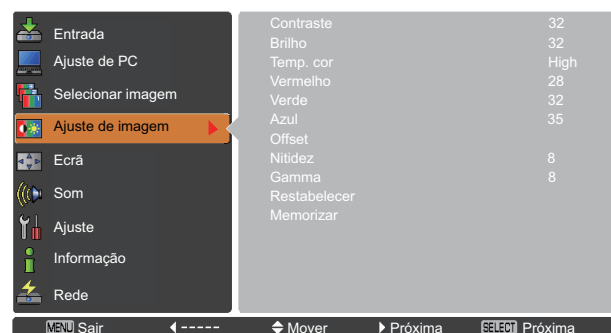 Entrada
Ajuste de PC
Selecionar imagem
Ajuste de imagem
Ecrã
Som
Ajuste
Informação
Rede
Contraste 32
Brilho 32
Temp. cor High
Vermelho 28
Verde 32
Azul 35
Offset
Nitidez 8
Gamma 8
Restabelecer
Memorizar
MENU Sair ----- Mover Próxima SELECT Próxima